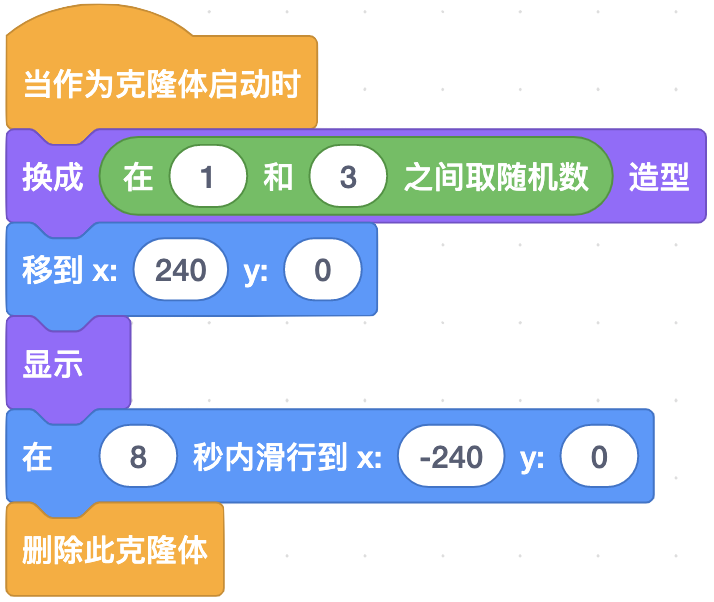 当作为克隆体启动时
换成 在 1 和 3 之间取随机数 造型
移到 x: 240 y: 0
显示
在 8 秒内滑行到 x: -240 y: 0
删除此克隆体